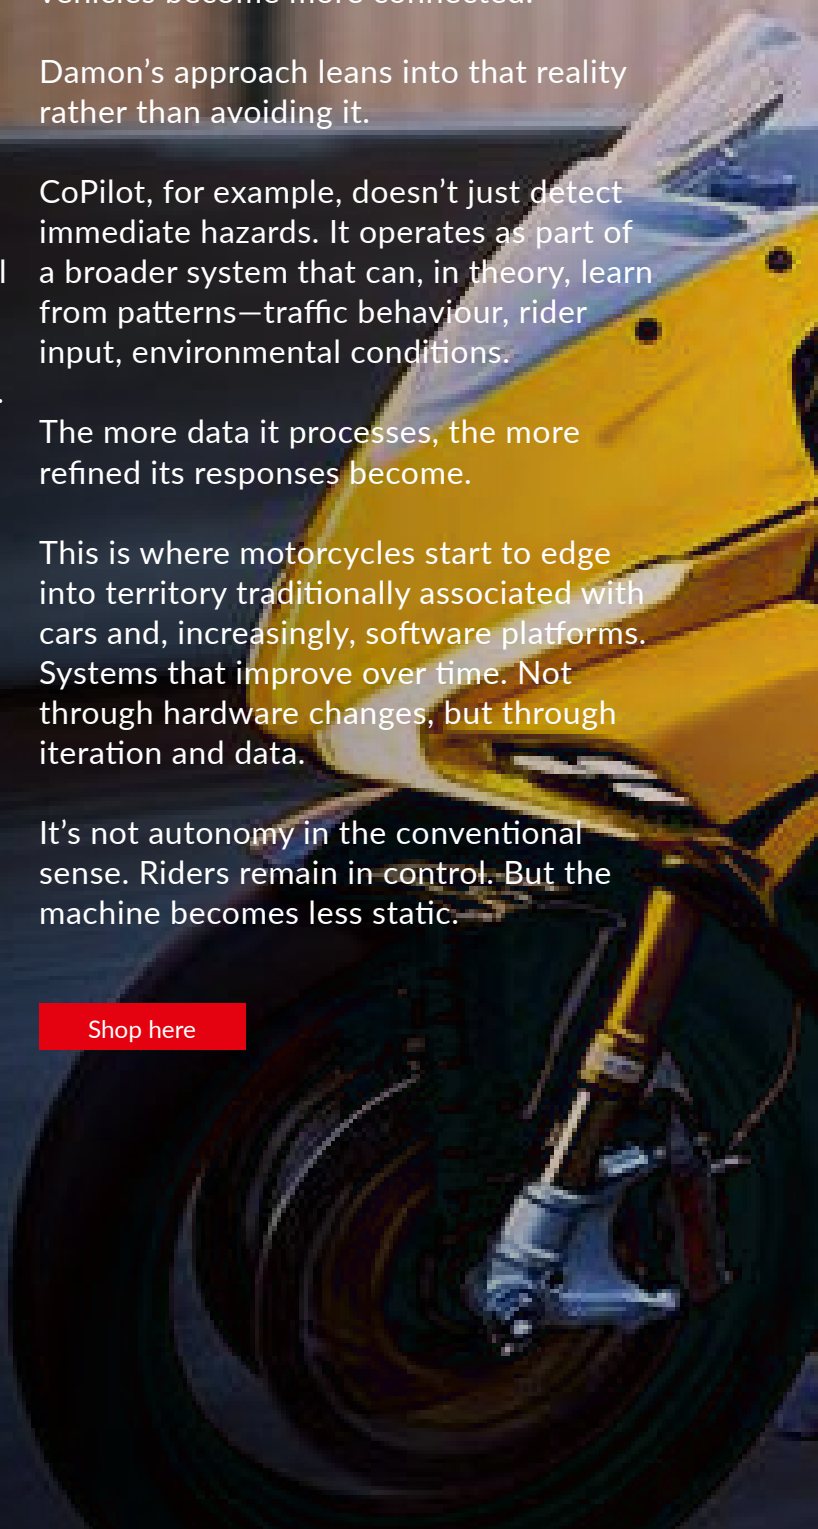 vehicles become more connected.
Damon’s approach leans into that reality
rather than avoiding it.
CoPilot, for example, doesn’t just detect
immediate hazards. It operates as part of
a broader system that can, in theory, learn
from patterns—traffic behaviour, rider
input, environmental conditions.
The more data it processes, the more
refined its responses become.
This is where motorcycles start to edge
into territory traditionally associated with
cars and, increasingly, software platforms.
Systems that improve over time. Not
through hardware changes, but through
iteration and data.
It’s not autonomy in the conventional
sense. Riders remain in control. But the
machine becomes less static.
Shop here